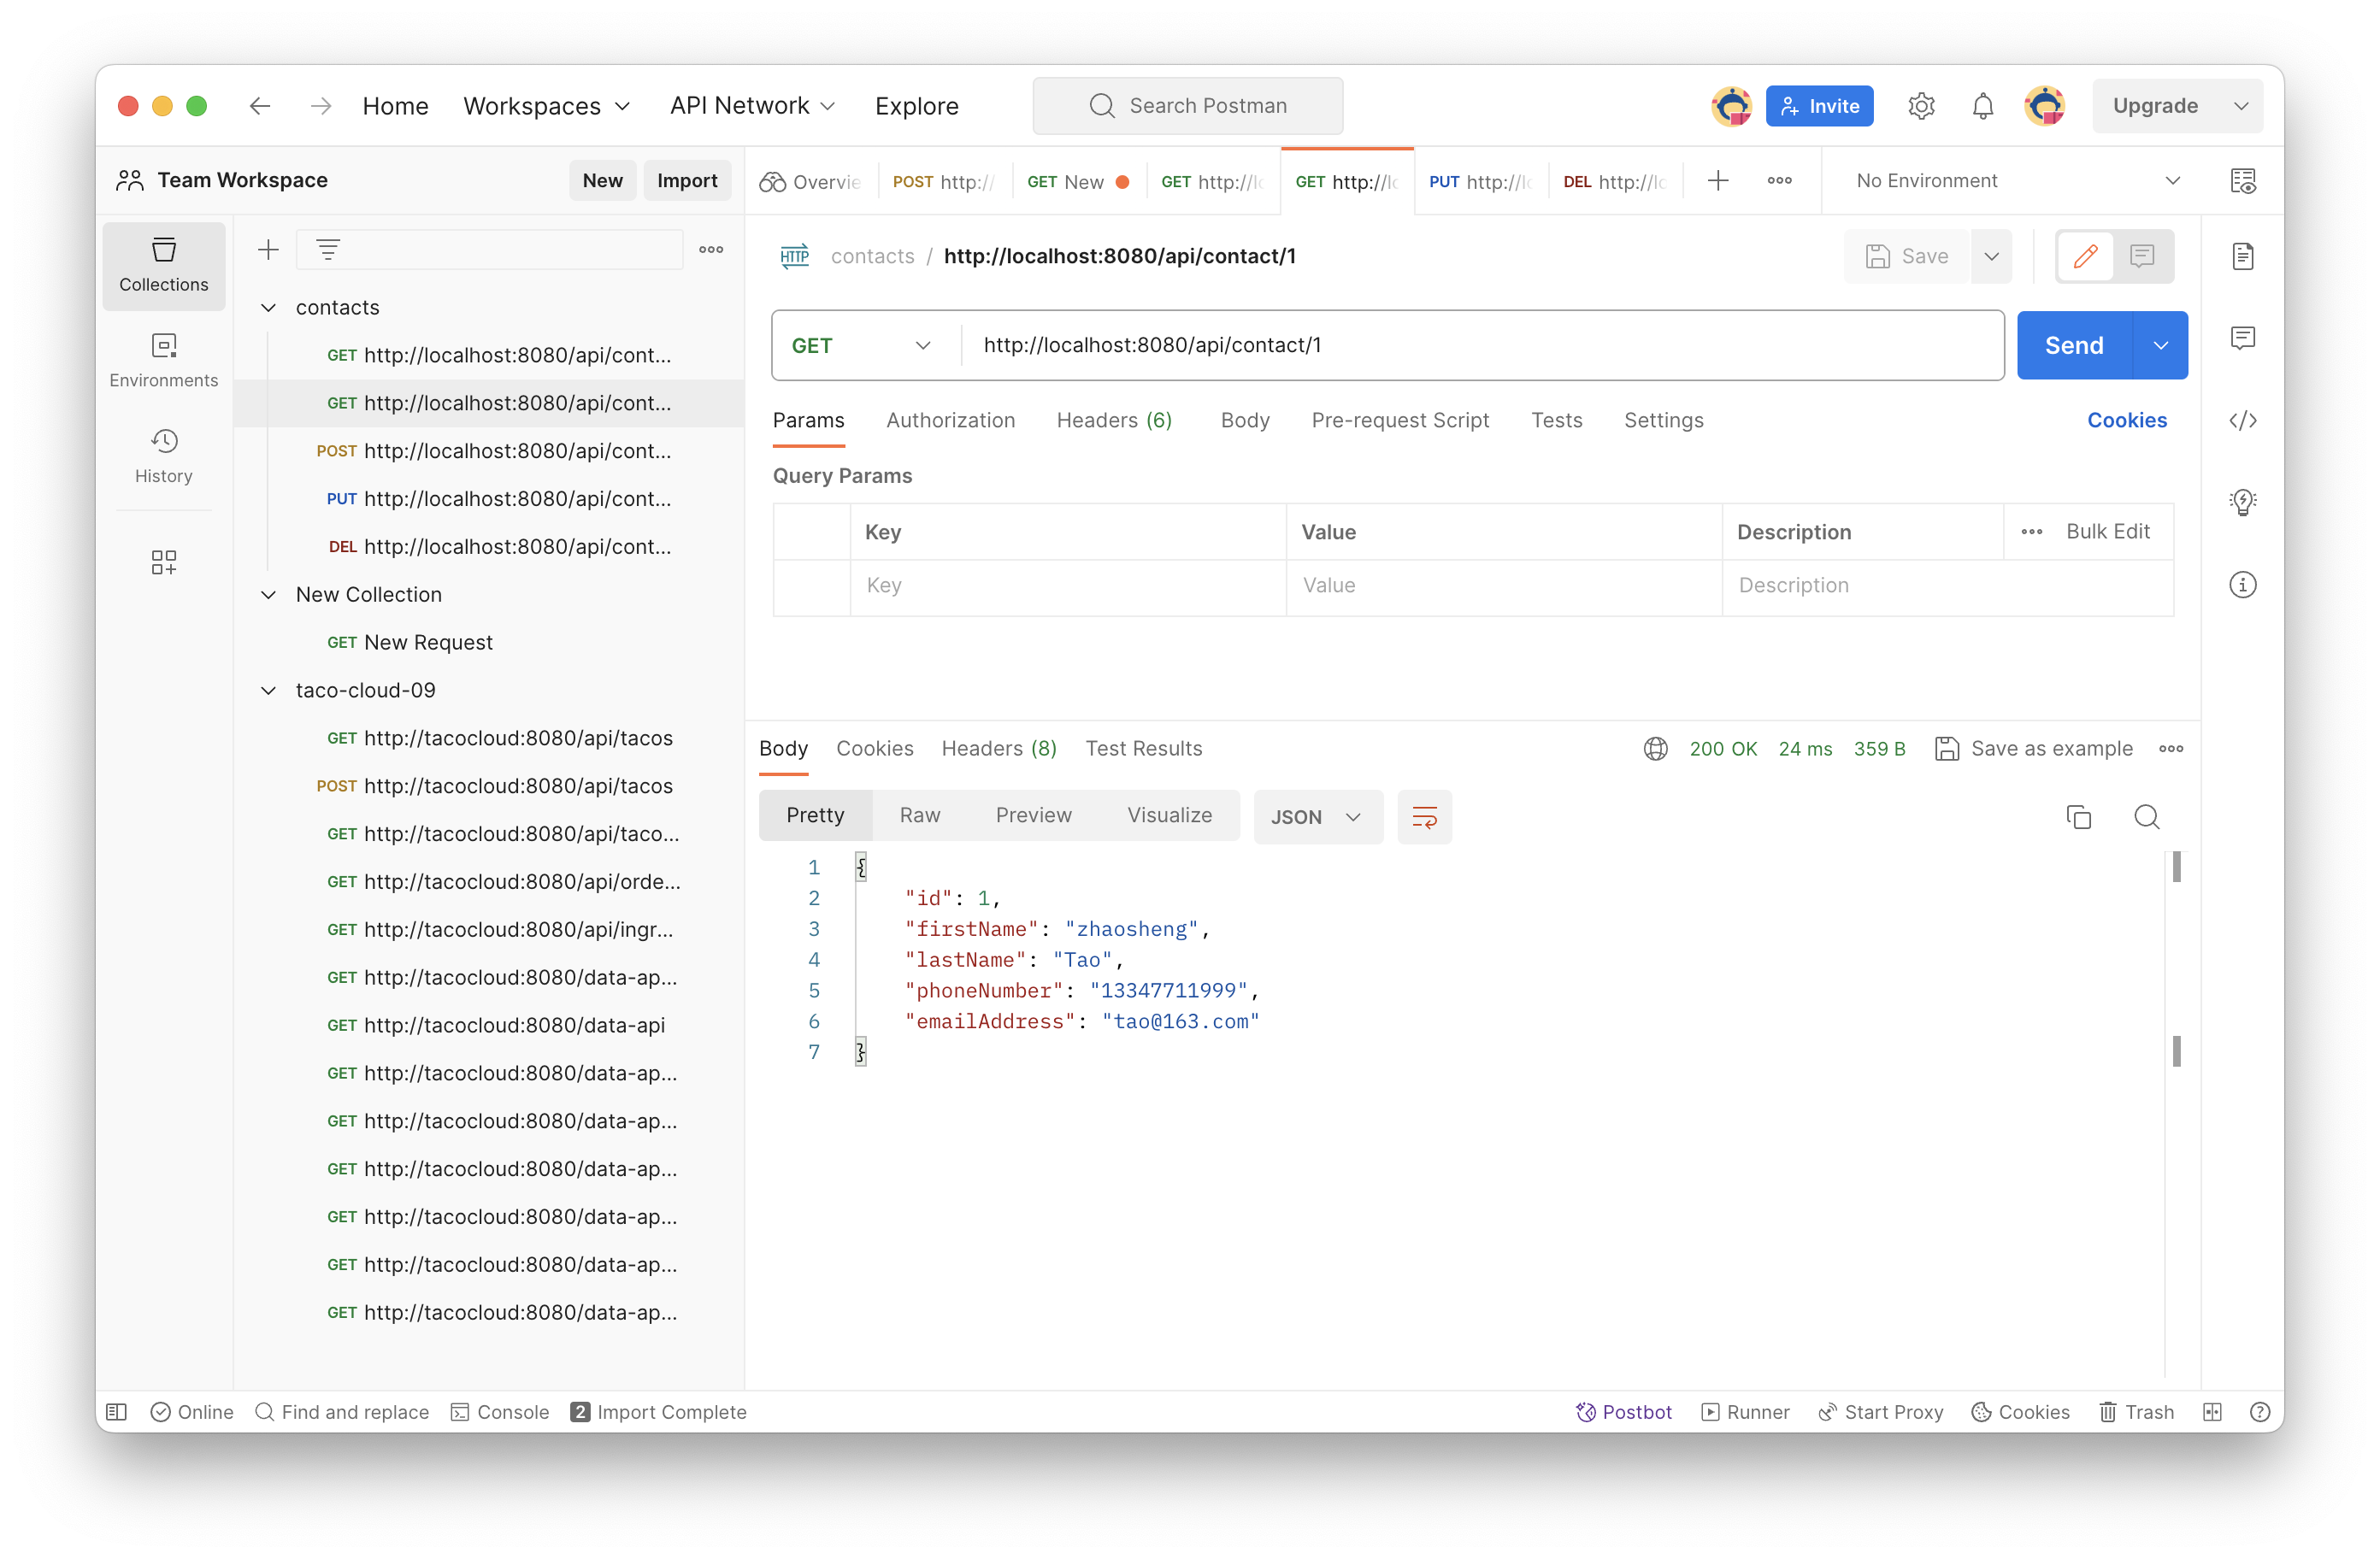 Home Workspaces API Network Explore Search Postman Invite Upgrade
Team Workspace New Import
Overvie POST http:// GET New GET http://lo GET http://lo PUT http://lo DEL http://lo No Environment
Collections
Environments
History
contacts
GET http://localhost:8080/api/cont...
GET http://localhost:8080/api/cont...
POST http://localhost:8080/api/cont...
PUT http://localhost:8080/api/cont...
DEL http://localhost:8080/api/cont...
New Collection
GET New Request
taco-cloud-09
GET http://tacocloud:8080/api/tacos
POST http://tacocloud:8080/api/tacos
GET http://tacocloud:8080/api/taco...
GET http://tacocloud:8080/api/orde...
GET http://tacocloud:8080/api/ingr...
GET http://tacocloud:8080/data-ap...
GET http://tacocloud:8080/data-api
GET http://tacocloud:8080/data-ap...
GET http://tacocloud:8080/data-ap...
GET http://tacocloud:8080/data-ap...
GET http://tacocloud:8080/data-ap...
GET http://tacocloud:8080/data-ap...
GET http://tacocloud:8080/data-ap...
HTTP contacts / http://localhost:8080/api/contact/1 Save
GET http://localhost:8080/api/contact/1 Send
Params Authorization Headers (6) Body Pre-request Script Tests Settings Cookies
Query Params
Key Value Description Bulk Edit
Key Value Description
Body Cookies Headers (8) Test Results 200 OK 24 ms 359 B Save as example
Pretty Raw Preview Visualize JSON
1 {
2 "id": 1,
3 "firstName": "zhaosheng",
4 "lastName": "Tao",
5 "phoneNumber": "13347711999",
6 "emailAddress": "tao@163.com"
7 }
Online Find and replace Console 2 Import Complete Postbot Runner Start Proxy Cookies Trash